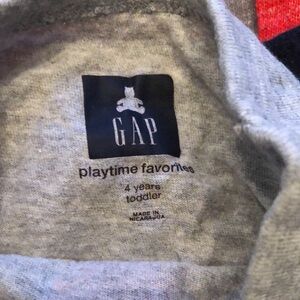 GAP
playtime favorites
4 years
toddler
MADE IN
NICARAGUA